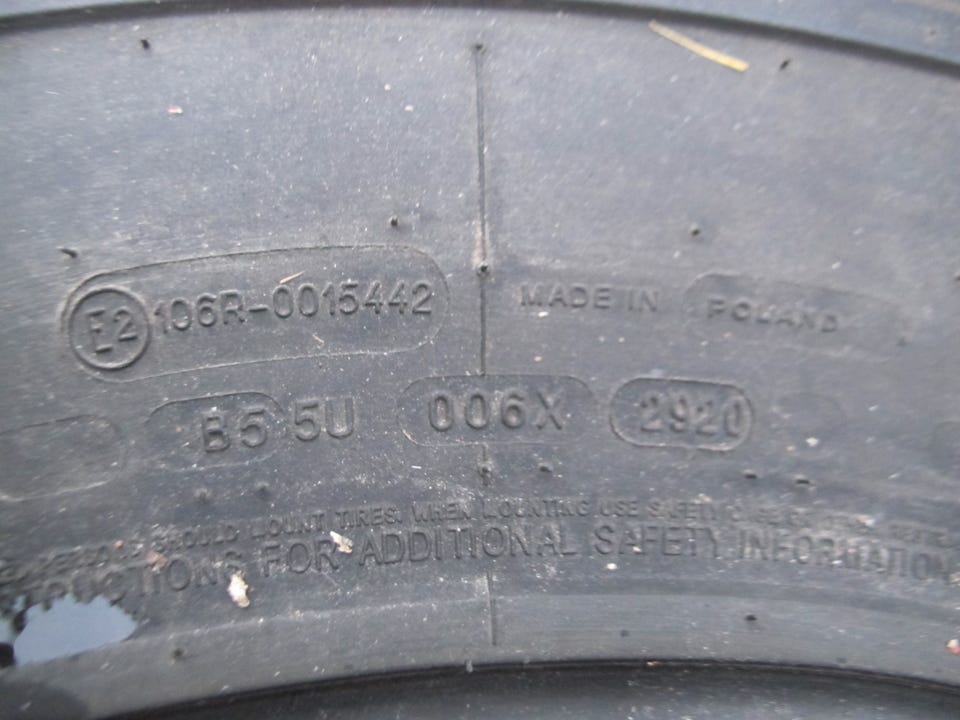 E2 106R-0015442 MADE IN POLAND
B5 5U 006X 2920
SHOULD MOUNT TIRES. WHEN MOUNTING USE SAFETY
INSTRUCTIONS FOR ADDITIONAL SAFETY INFORMATION